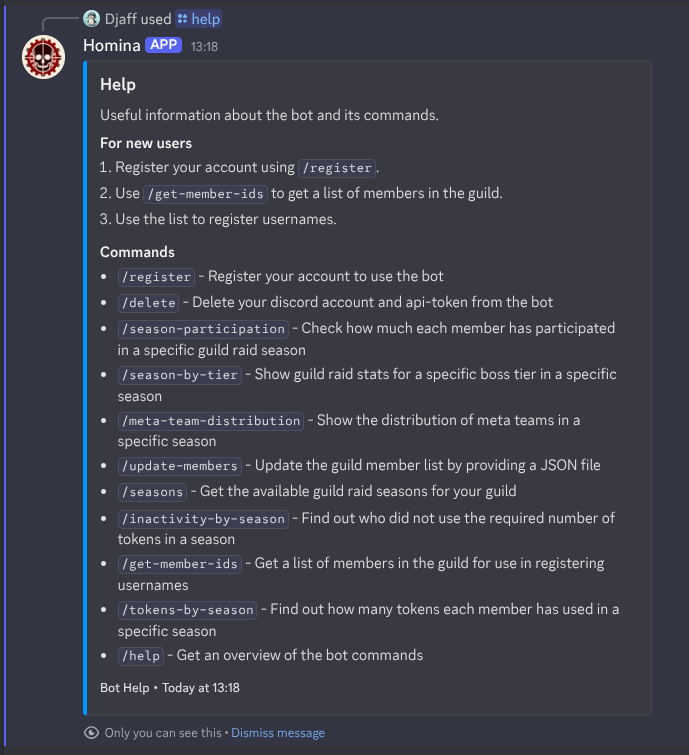 Djaff used help
Homina APP 13:18
Help
Useful information about the bot and its commands.
For new users
1. Register your account using /register.
2. Use /get-member-ids to get a list of members in the guild.
3. Use the list to register usernames.
Commands
• /register - Register your account to use the bot
• /delete - Delete your discord account and api-token from the bot
• /season-participation - Check how much each member has participated
in a specific guild raid season
• /season-by-tier - Show guild raid stats for a specific boss tier in a specific
season
• /meta-team-distribution - Show the distribution of meta teams in a
specific season
• /update-members - Update the guild member list by providing a JSON file
• /seasons - Get the available guild raid seasons for your guild
• /inactivity-by-season - Find out who did not use the required number of
tokens in a season
• /get-member-ids - Get a list of members in the guild for use in registering
usernames
• /tokens-by-season - Find out how many tokens each member has used in a
specific season
• /help - Get an overview of the bot commands
Bot Help • Today at 13:18
Only you can see this • Dismiss message